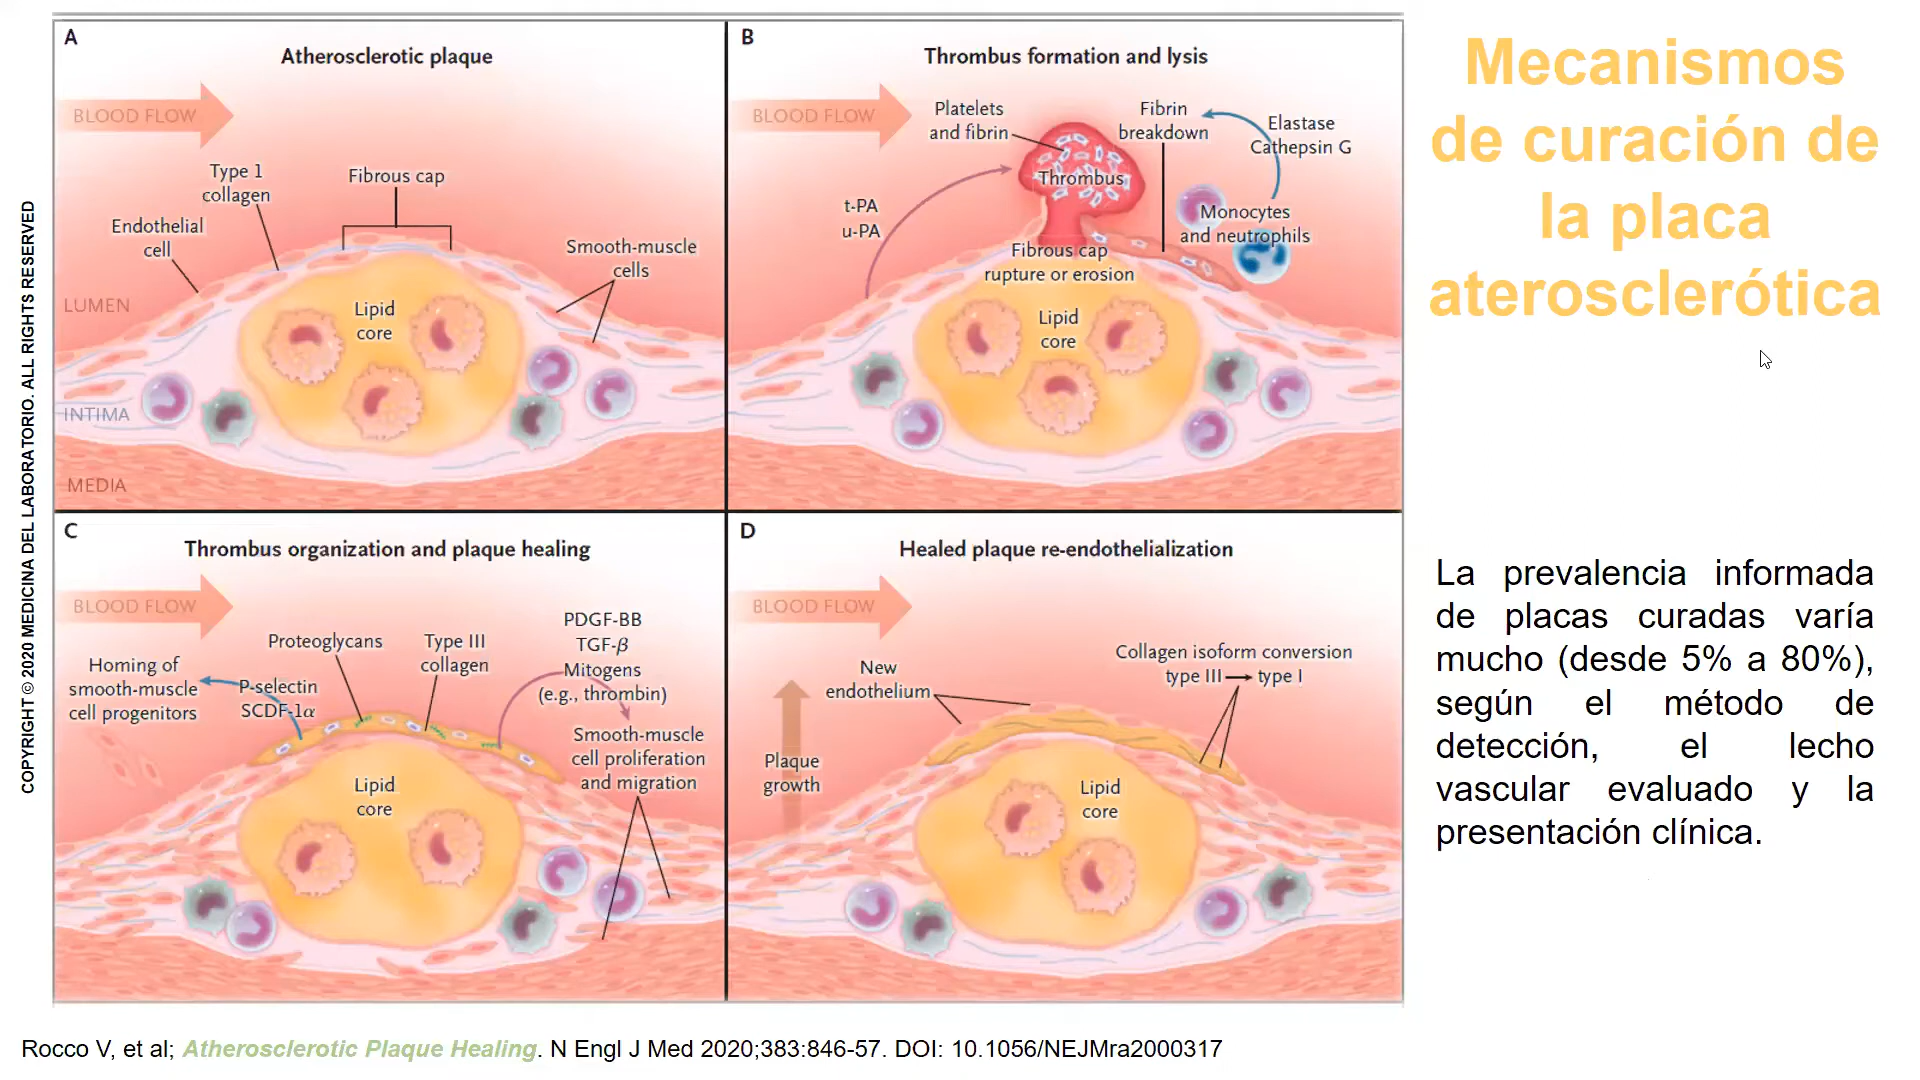 COPYRIGHT © 2020 MEDICINA DEL LABORATORIO. ALL RIGHTS RESERVED
A
Atherosclerotic plaque
BLOOD FLOW
Type 1
collagen
Fibrous cap
Endothelial
cell
Smooth-muscle
cells
LUMEN
Lipid
core
INTIMA
MEDIA
B
Thrombus formation and lysis
BLOOD FLOW
Platelets
and fibrin
Fibrin
breakdown
Elastase
Cathepsin G
Thrombus
t-PA
u-PA
Monocytes
and neutrophils
Fibrous cap
rupture or erosion
Lipid
core
C
Thrombus organization and plaque healing
BLOOD FLOW
Proteoglycans
Type III
collagen
PDGF-BB
TGF-β
Mitogens
(e.g., thrombin)
Homing of
smooth-muscle
cell progenitors
P-selectin
SCDF-1α
Smooth-muscle
cell proliferation
and migration
Lipid
core
D
Healed plaque re-endothelialization
BLOOD FLOW
New
endothelium
Collagen isoform conversion
type III → type I
Plaque
growth
Lipid
core
Mecanismos
de curación de
la placa
aterosclerótica
La prevalencia informada
de placas curadas varía
mucho (desde 5% a 80%),
según el método de
detección, el lecho
vascular evaluado y la
presentación clínica.
Rocco V, et al; Atherosclerotic Plaque Healing. N Engl J Med 2020;383:846-57. DOI: 10.1056/NEJMra2000317